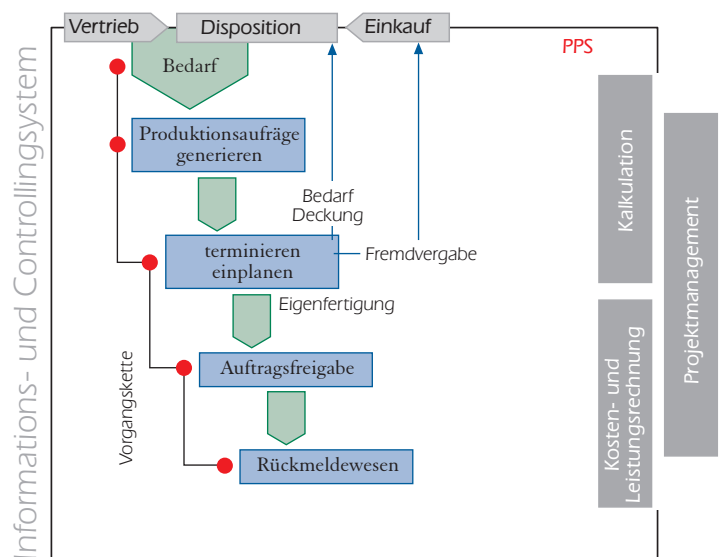 Vertrieb
Disposition
Einkauf
PPS
Bedarf
Produktionsaufräge
generieren
Bedarf
Deckung
terminieren
einplanen
Fremdvergabe
Eigenfertigung
Auftragsfreigabe
Rückmeldewesen
Vorgangskette
Informations- und Controllingsystem
Kalkulation
Kosten- und
Leistungsrechnung
Projektmanagement